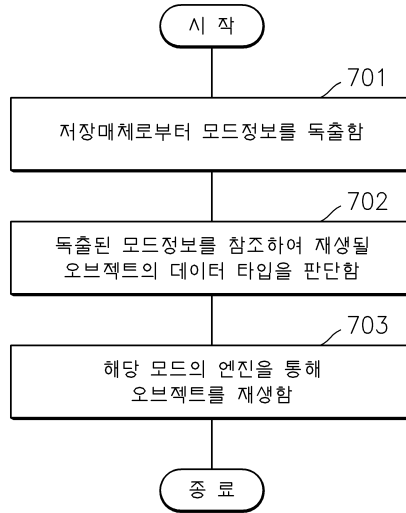 시 작
701
저장매체로부터 모드정보를 독출함
702
독출된 모드정보를 참조하여 재생될
오브젝트의 데이터 타입을 판단함
703
해당 모드의 엔진을 통해
오브젝트를 재생함
종 료